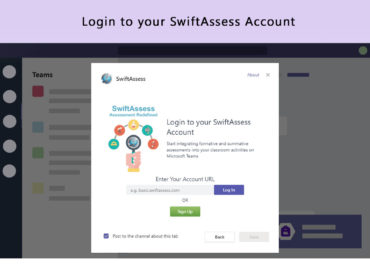 Login to your SwiftAssess Account
Teams
SwiftAssess
About
SwiftAssess
Assessment Redefined
Login to your SwiftAssess
Account
Start integrating formative and summative
assessments into your classroom activities on
Microsoft Teams
Enter Your Account URL
e.g. basic.swiftassess.com
Log In
OR
Sign Up
Post to the channel about this tab
Back
Save